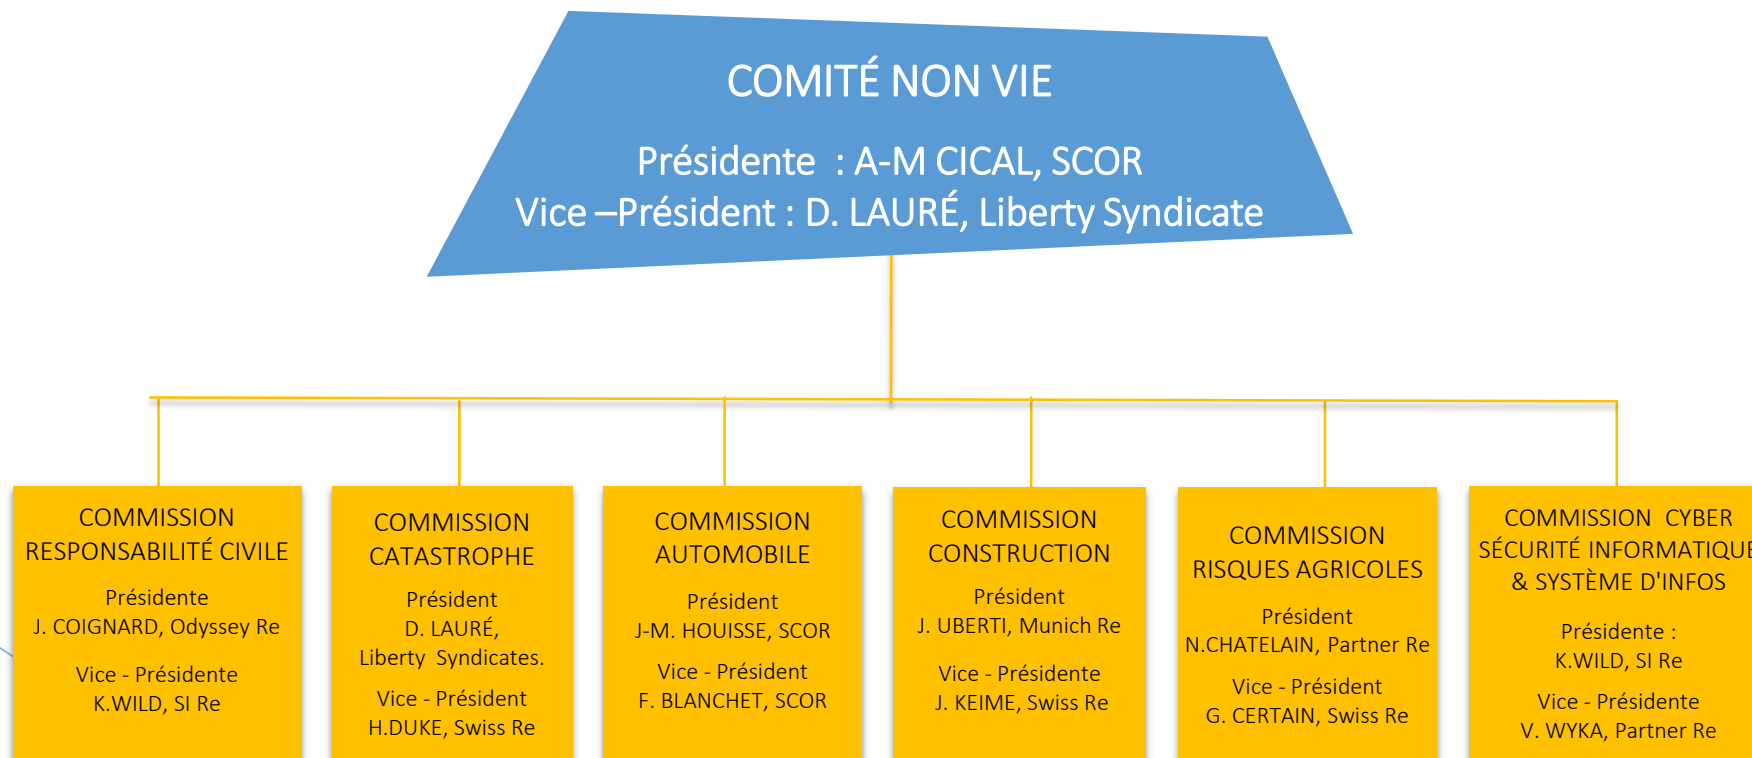 COMITÉ NON VIE
Présidente : A-M CICAL, SCOR
Vice –Président : D. LAURÉ, Liberty Syndicate
COMMISSION
RESPONSABILITÉ CIVILE
Présidente
J. COIGNARD, Odyssey Re
Vice - Présidente
K.WILD, SI Re
COMMISSION
CATASTROPHE
Président
D. LAURÉ,
Liberty Syndicates.
Vice - Président
H.DUKE, Swiss Re
COMMISSION
AUTOMOBILE
Président
J-M. HOUISSE, SCOR
Vice - Président
F. BLANCHET, SCOR
COMMISSION
CONSTRUCTION
Président
J. UBERTI, Munich Re
Vice - Présidente
J. KEIME, Swiss Re
COMMISSION
RISQUES AGRICOLES
Président
N.CHATELAIN, Partner Re
Vice - Président
G. CERTAIN, Swiss Re
COMMISSION CYBER
SÉCURITÉ INFORMATIQUE
& SYSTÈME D'INFOS
Présidente :
K.WILD, SI Re
Vice - Présidente
V. WYKA, Partner Re